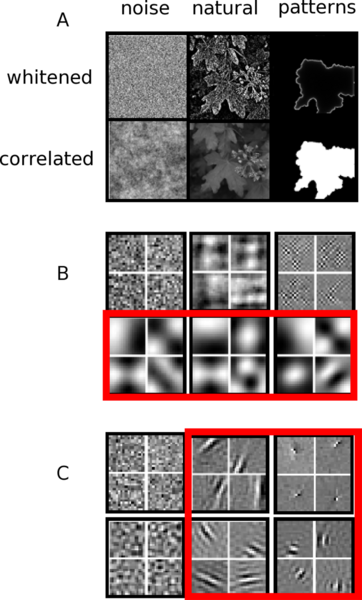 noise natural patterns
A
whitened
correlated
B
C